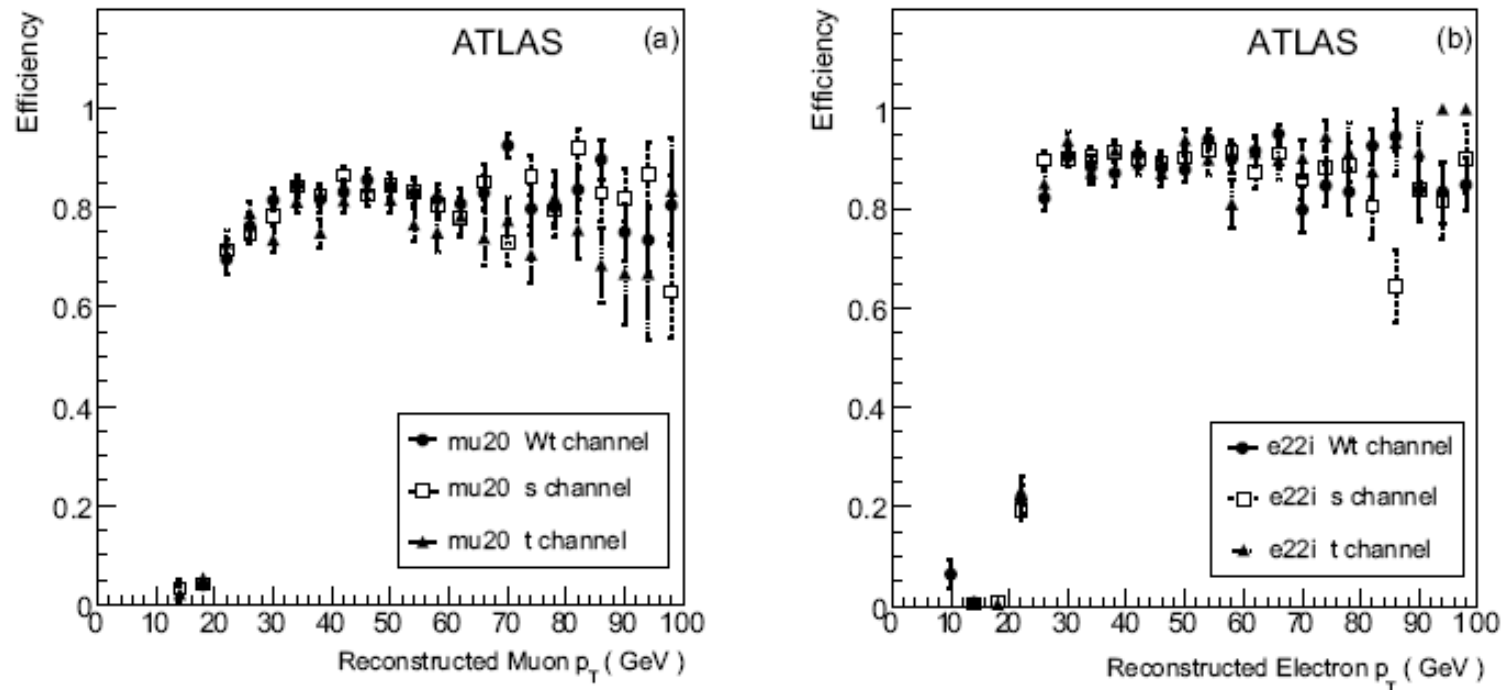 ATLAS (a)
Efficiency
1
0.8
0.6
0.4
0.2
0
mu20 Wt channel
mu20 s channel
mu20 t channel
0 10 20 30 40 50 60 70 80 90 100
Reconstructed Muon p_T ( GeV )
ATLAS (b)
Efficiency
1
0.8
0.6
0.4
0.2
0
e22i Wt channel
e22i s channel
e22i t channel
0 10 20 30 40 50 60 70 80 90 100
Reconstructed Electron p_T ( GeV )